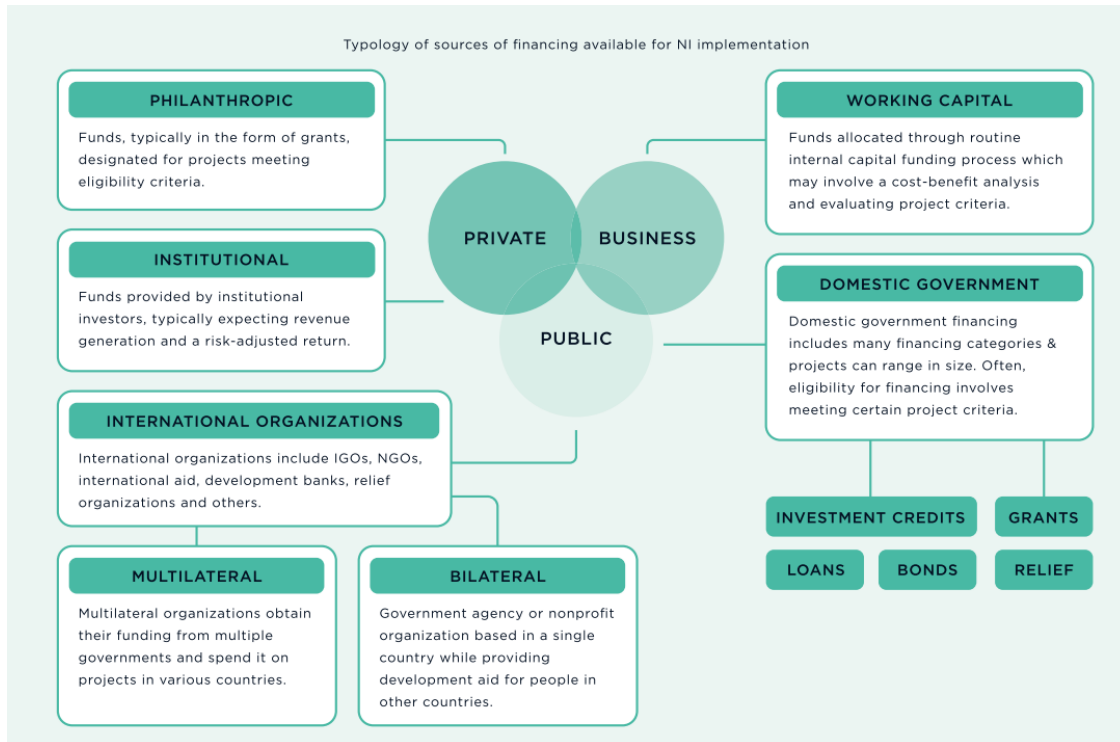 Typology of sources of financing available for NI implementation
PHILANTHROPIC
Funds, typically in the form of grants,
designated for projects meeting
eligibility criteria.
INSTITUTIONAL
Funds provided by institutional
investors, typically expecting revenue
generation and a risk-adjusted return.
PRIVATE
BUSINESS
PUBLIC
WORKING CAPITAL
Funds allocated through routine
internal capital funding process which
may involve a cost-benefit analysis
and evaluating project criteria.
DOMESTIC GOVERNMENT
Domestic government financing
includes many financing categories &
projects can range in size. Often,
eligibility for financing involves
meeting certain project criteria.
INVESTMENT CREDITS
GRANTS
LOANS
BONDS
RELIEF
INTERNATIONAL ORGANIZATIONS
International organizations include IGOs, NGOs,
international aid, development banks, relief
organizations and others.
MULTILATERAL
Multilateral organizations obtain
their funding from multiple
governments and spend it on
projects in various countries.
BILATERAL
Government agency or nonprofit
organization based in a single
country while providing
development aid for people in
other countries.